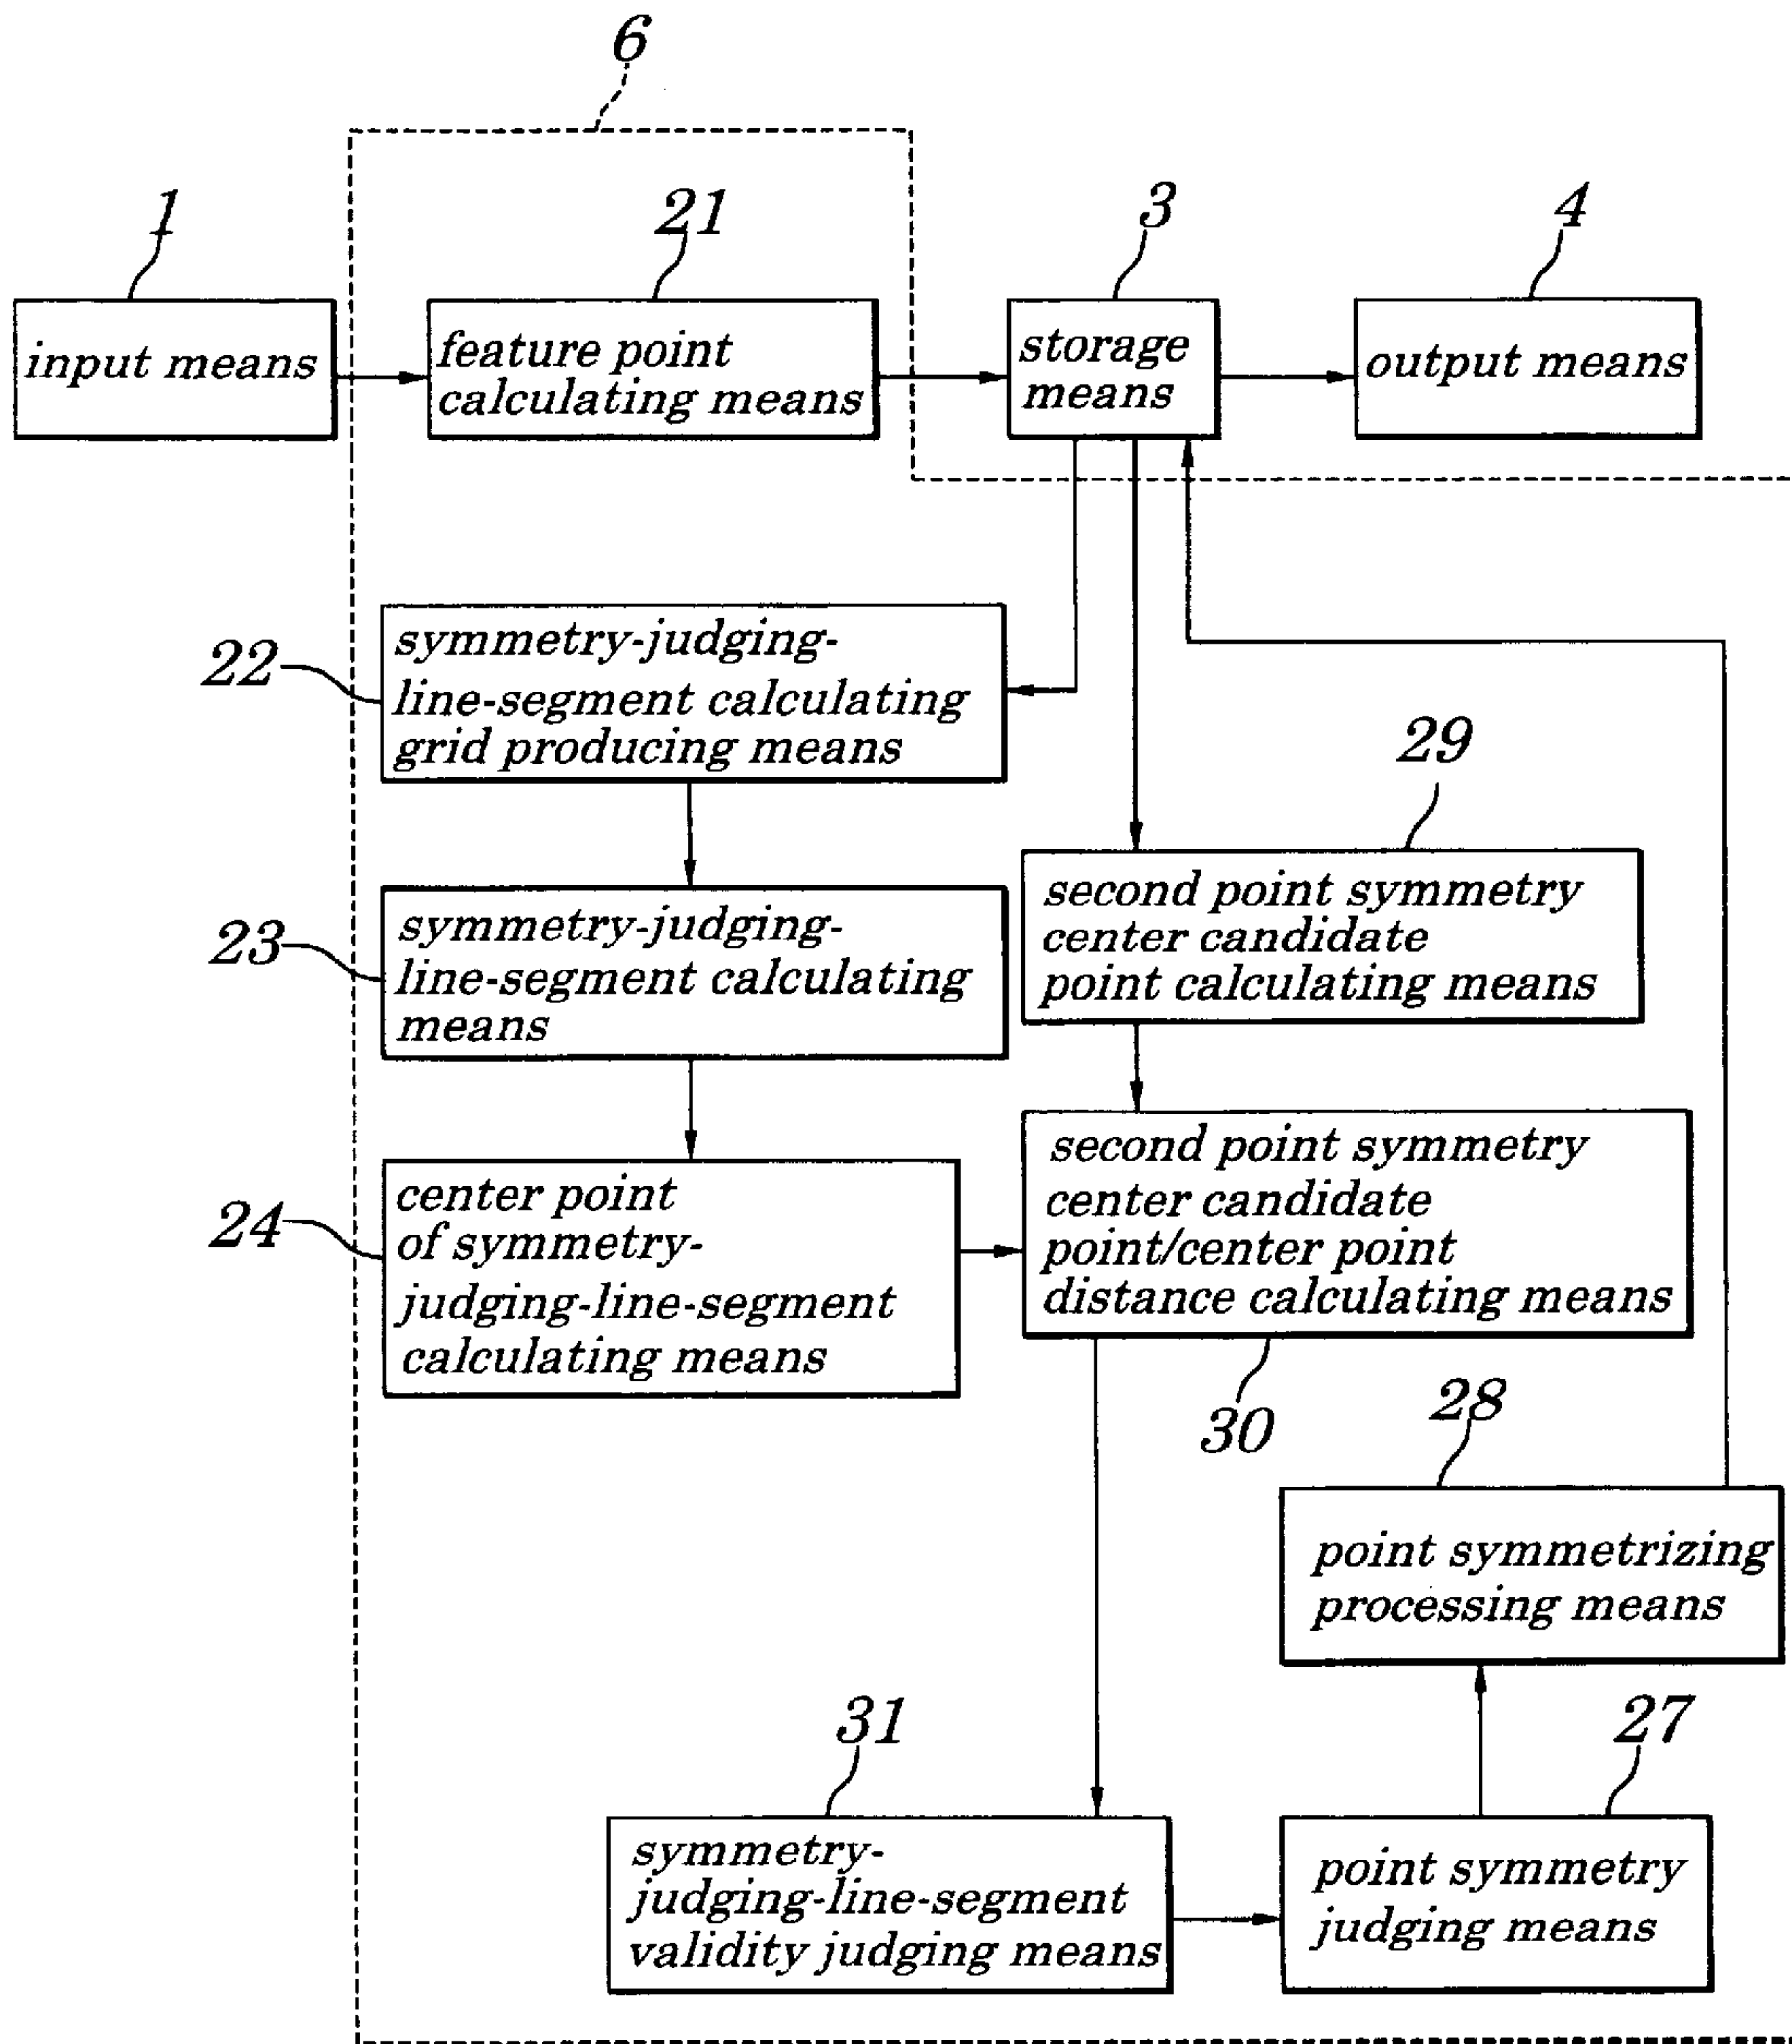 6
1
21
3
4
input means
feature point
calculating means
storage
means
output means
22
symmetry-judging-
line-segment calculating
grid producing means
29
23
symmetry-judging-
line-segment calculating
means
second point symmetry
center candidate
point calculating means
24
center point
of symmetry-
judging-line-segment
calculating means
second point symmetry
center candidate
point/center point
distance calculating means
30
28
point symmetrizing
processing means
31
27
symmetry-
judging-line-segment
validity judging means
point symmetry
judging means